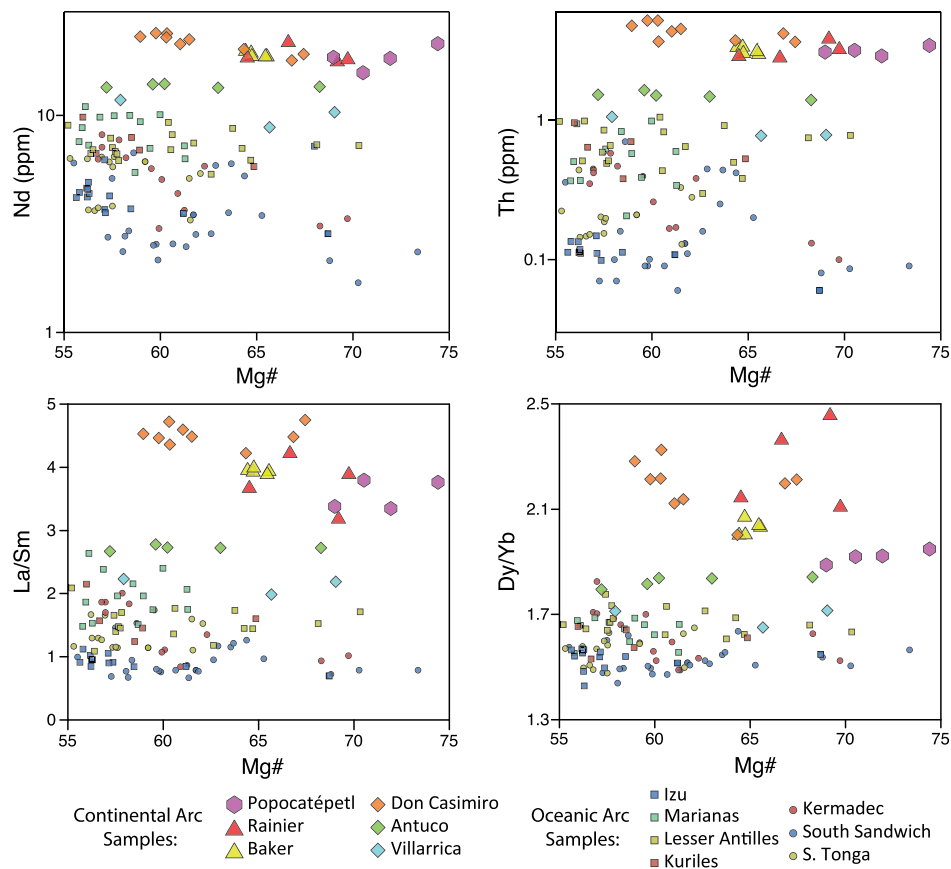 Nd (ppm)
10
1
55
60
65
70
75
Mg#
Th (ppm)
1
0.1
55
60
65
70
75
Mg#
La/Sm
5
4
3
2
1
0
55
60
65
70
75
Mg#
Dy/Yb
2.5
2.1
1.7
1.3
55
60
65
70
75
Mg#
Continental Arc
Samples:
Popocatépetl
Rainier
Baker
Don Casimiro
Antuco
Villarrica
Oceanic Arc
Samples:
Izu
Marianas
Lesser Antilles
Kuriles
Kermadec
South Sandwich
S. Tonga